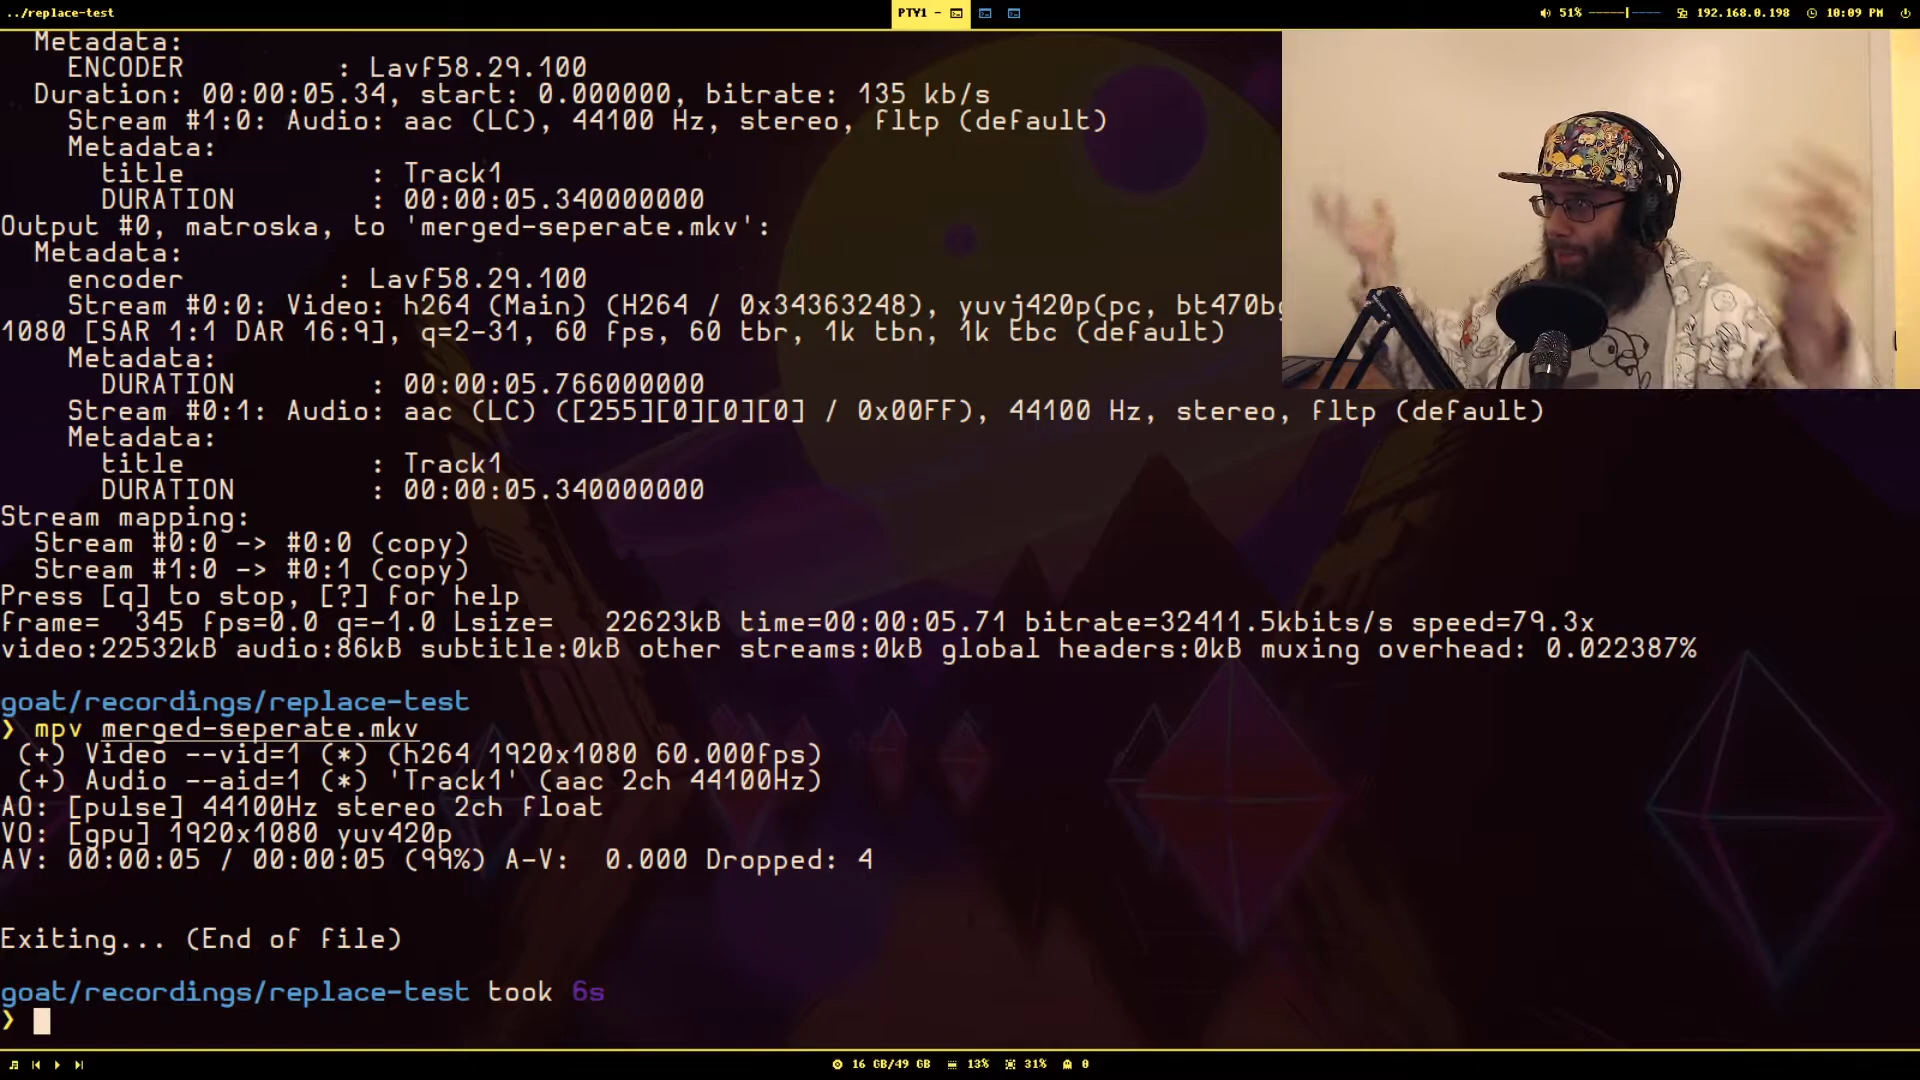 ../replace-test
PTY1 -
51%
192.168.0.198
10:09 PM
Metadata:
ENCODER : Lavf58.29.100
Duration: 00:00:05.34, start: 0.000000, bitrate: 135 kb/s
Stream #1:0: Audio: aac (LC), 44100 Hz, stereo, fltp (default)
Metadata:
title : Track1
DURATION : 00:00:05.340000000
Output #0, matroska, to 'merged-seperate.mkv':
Metadata:
encoder : Lavf58.29.100
Stream #0:0: Video: h264 (Main) (H264 / 0x34363248), yuvj420p(pc, bt470bg
1080 [SAR 1:1 DAR 16:9], q=2-31, 60 fps, 60 tbr, 1k tbn, 1k tbc (default)
Metadata:
DURATION : 00:00:05.766000000
Stream #0:1: Audio: aac (LC) ([255][0][0][0] / 0x00FF), 44100 Hz, stereo, fltp (default)
Metadata:
title : Track1
DURATION : 00:00:05.340000000
Stream mapping:
Stream #0:0 -> #0:0 (copy)
Stream #1:0 -> #0:1 (copy)
Press [q] to stop, [?] for help
frame= 345 fps=0.0 q=-1.0 Lsize= 22623kB time=00:00:05.71 bitrate=32411.5kbits/s speed=79.3x
video:22532kB audio:86kB subtitle:0kB other streams:0kB global headers:0kB muxing overhead: 0.022387%
goat/recordings/replace-test
❯ mpv merged-seperate.mkv
(+) Video --vid=1 (*) (h264 1920x1080 60.000fps)
(+) Audio --aid=1 (*) 'Track1' (aac 2ch 44100Hz)
AO: [pulse] 44100Hz stereo 2ch float
VO: [gpu] 1920x1080 yuv420p
AV: 00:00:05 / 00:00:05 (99%) A-V: 0.000 Dropped: 4
Exiting... (End of file)
goat/recordings/replace-test took 6s
❯
16 GB/49 GB
13%
31%
0